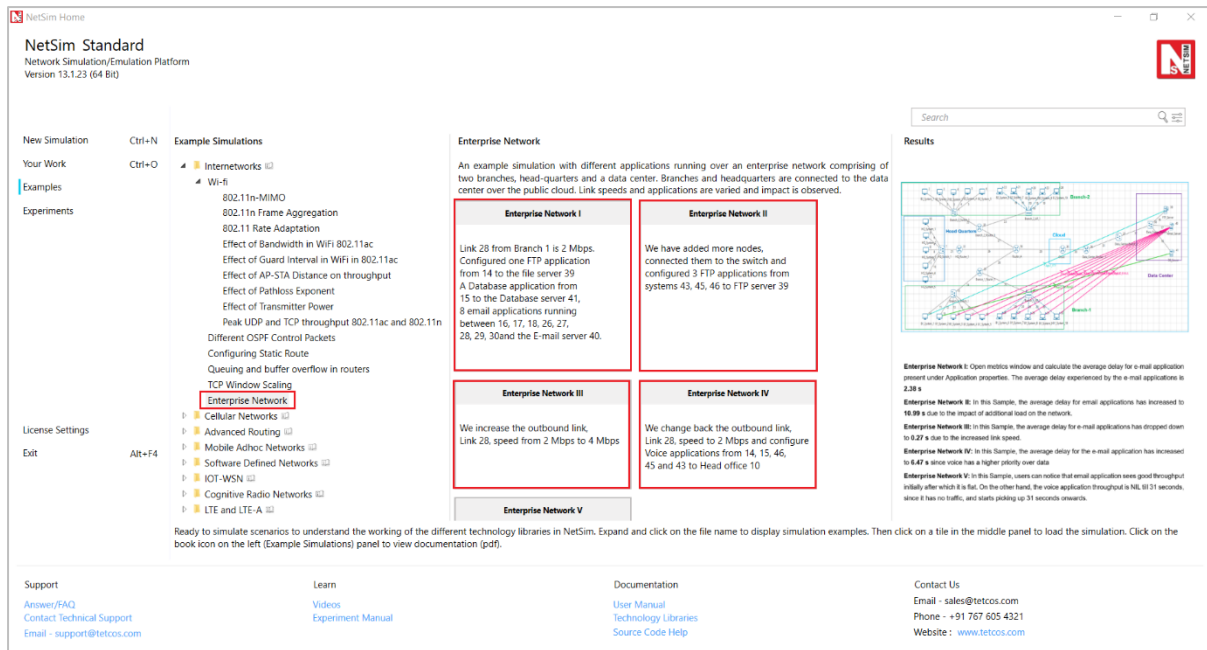 NetSim Home
NetSim Standard
Network Simulation/Emulation Platform
Version 13.1.23 (64 Bit)
NETSIM
Search
New Simulation Ctrl+N
Your Work Ctrl+O
Examples
Experiments
License Settings
Exit Alt+F4
Example Simulations
Internetworks
Wi-fi
802.11n-MIMO
802.11n Frame Aggregation
802.11 Rate Adaptation
Effect of Bandwidth in WiFi 802.11ac
Effect of Guard Interval in WiFi in 802.11ac
Effect of AP-STA Distance on throughput
Effect of Pathloss Exponent
Effect of Transmitter Power
Peak UDP and TCP throughput 802.11ac and 802.11n
Different OSPF Control Packets
Configuring Static Route
Queuing and buffer overflow in routers
TCP Window Scaling
Enterprise Network
Cellular Networks
Advanced Routing
Mobile Adhoc Networks
Software Defined Networks
IOT-WSN
Cognitive Radio Networks
LTE and LTE-A
Enterprise Network
An example simulation with different applications running over an enterprise network comprising of
two branches, head-quarters and a data center. Branches and headquarters are connected to the data
center over the public cloud. Link speeds and applications are varied and impact is observed.
Enterprise Network I
Link 28 from Branch 1 is 2 Mbps.
Configured one FTP application
from 14 to the file server 39
A Database application from
15 to the Database server 41,
8 email applications running
between 16, 17, 18, 26, 27,
28, 29, 30and the E-mail server 40.
Enterprise Network II
We have added more nodes,
connected them to the switch and
configured 3 FTP applications from
systems 43, 45, 46 to FTP server 39
Enterprise Network III
We increase the outbound link,
Link 28, speed from 2 Mbps to 4 Mbps
Enterprise Network IV
We change back the outbound link,
Link 28, speed to 2 Mbps and configure
Voice applications from 14, 15, 46,
45 and 43 to Head office 10
Enterprise Network V
Results
Branch-2
Head Quarters
Cloud
Data Center
Branch-1
Enterprise Network I: Open metrics window and calculate the average delay for e-mail application
present under Application properties. The average delay experienced by the e-mail applications is
2.38 s
Enterprise Network II: In this Sample, the average delay for email applications has increased to
10.99 s due to the impact of additional load on the network.
Enterprise Network III: In this Sample, the average delay for e-mail applications has dropped down
to 0.27 s due to the increased link speed.
Enterprise Network IV: In this Sample, the average delay for the e-mail application has increased
to 6.47 s since voice has a higher priority over data
Enterprise Network V: In this Sample, users can notice that email application sees good throughput
initially after which it is flat. On the other hand, the voice application throughput is NIL till 31 seconds,
since it has no traffic, and starts picking up 31 seconds onwards.
Ready to simulate scenarios to understand the working of the different technology libraries in NetSim. Expand and click on the file name to display simulation examples. Then click on a tile in the middle panel to load the simulation. Click on the
book icon on the left (Example Simulations) panel to view documentation (pdf).
Support
Answer/FAQ
Contact Technical Support
Email - support@tetcos.com
Learn
Videos
Experiment Manual
Documentation
User Manual
Technology Libraries
Source Code Help
Contact Us
Email - sales@tetcos.com
Phone - +91 767 605 4321
Website : www.tetcos.com